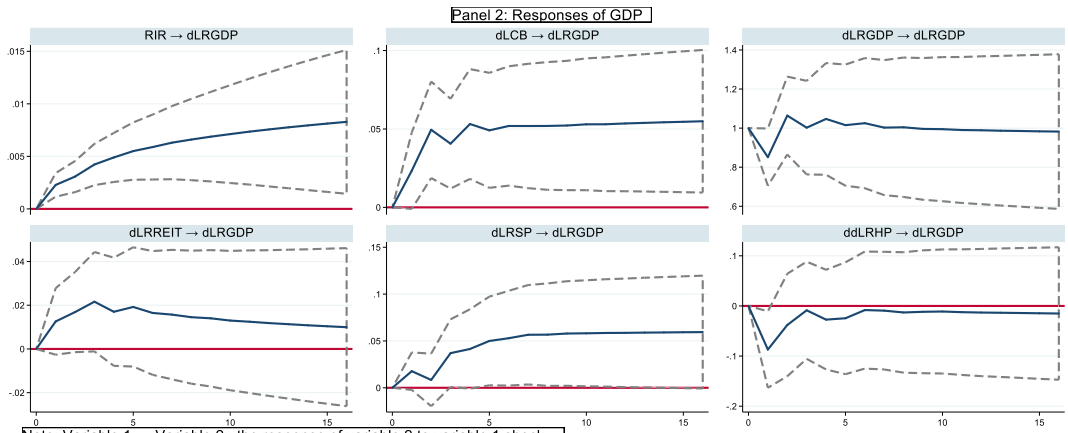 Panel 2: Responses of GDP
RIR → dLRGDP
dLCB → dLRGDP
dLRGDP → dLRGDP
.015
.01
.005
0
.1
.05
0
1.4
1.2
1
.8
.6
dLRREIT → dLRGDP
dLRSP → dLRGDP
ddLRHP → dLRGDP
.04
.02
0
-.02
0 5 10 15
.15
.1
.05
0
0 5 10 15
.1
0
-.1
-.2
0 5 10 15